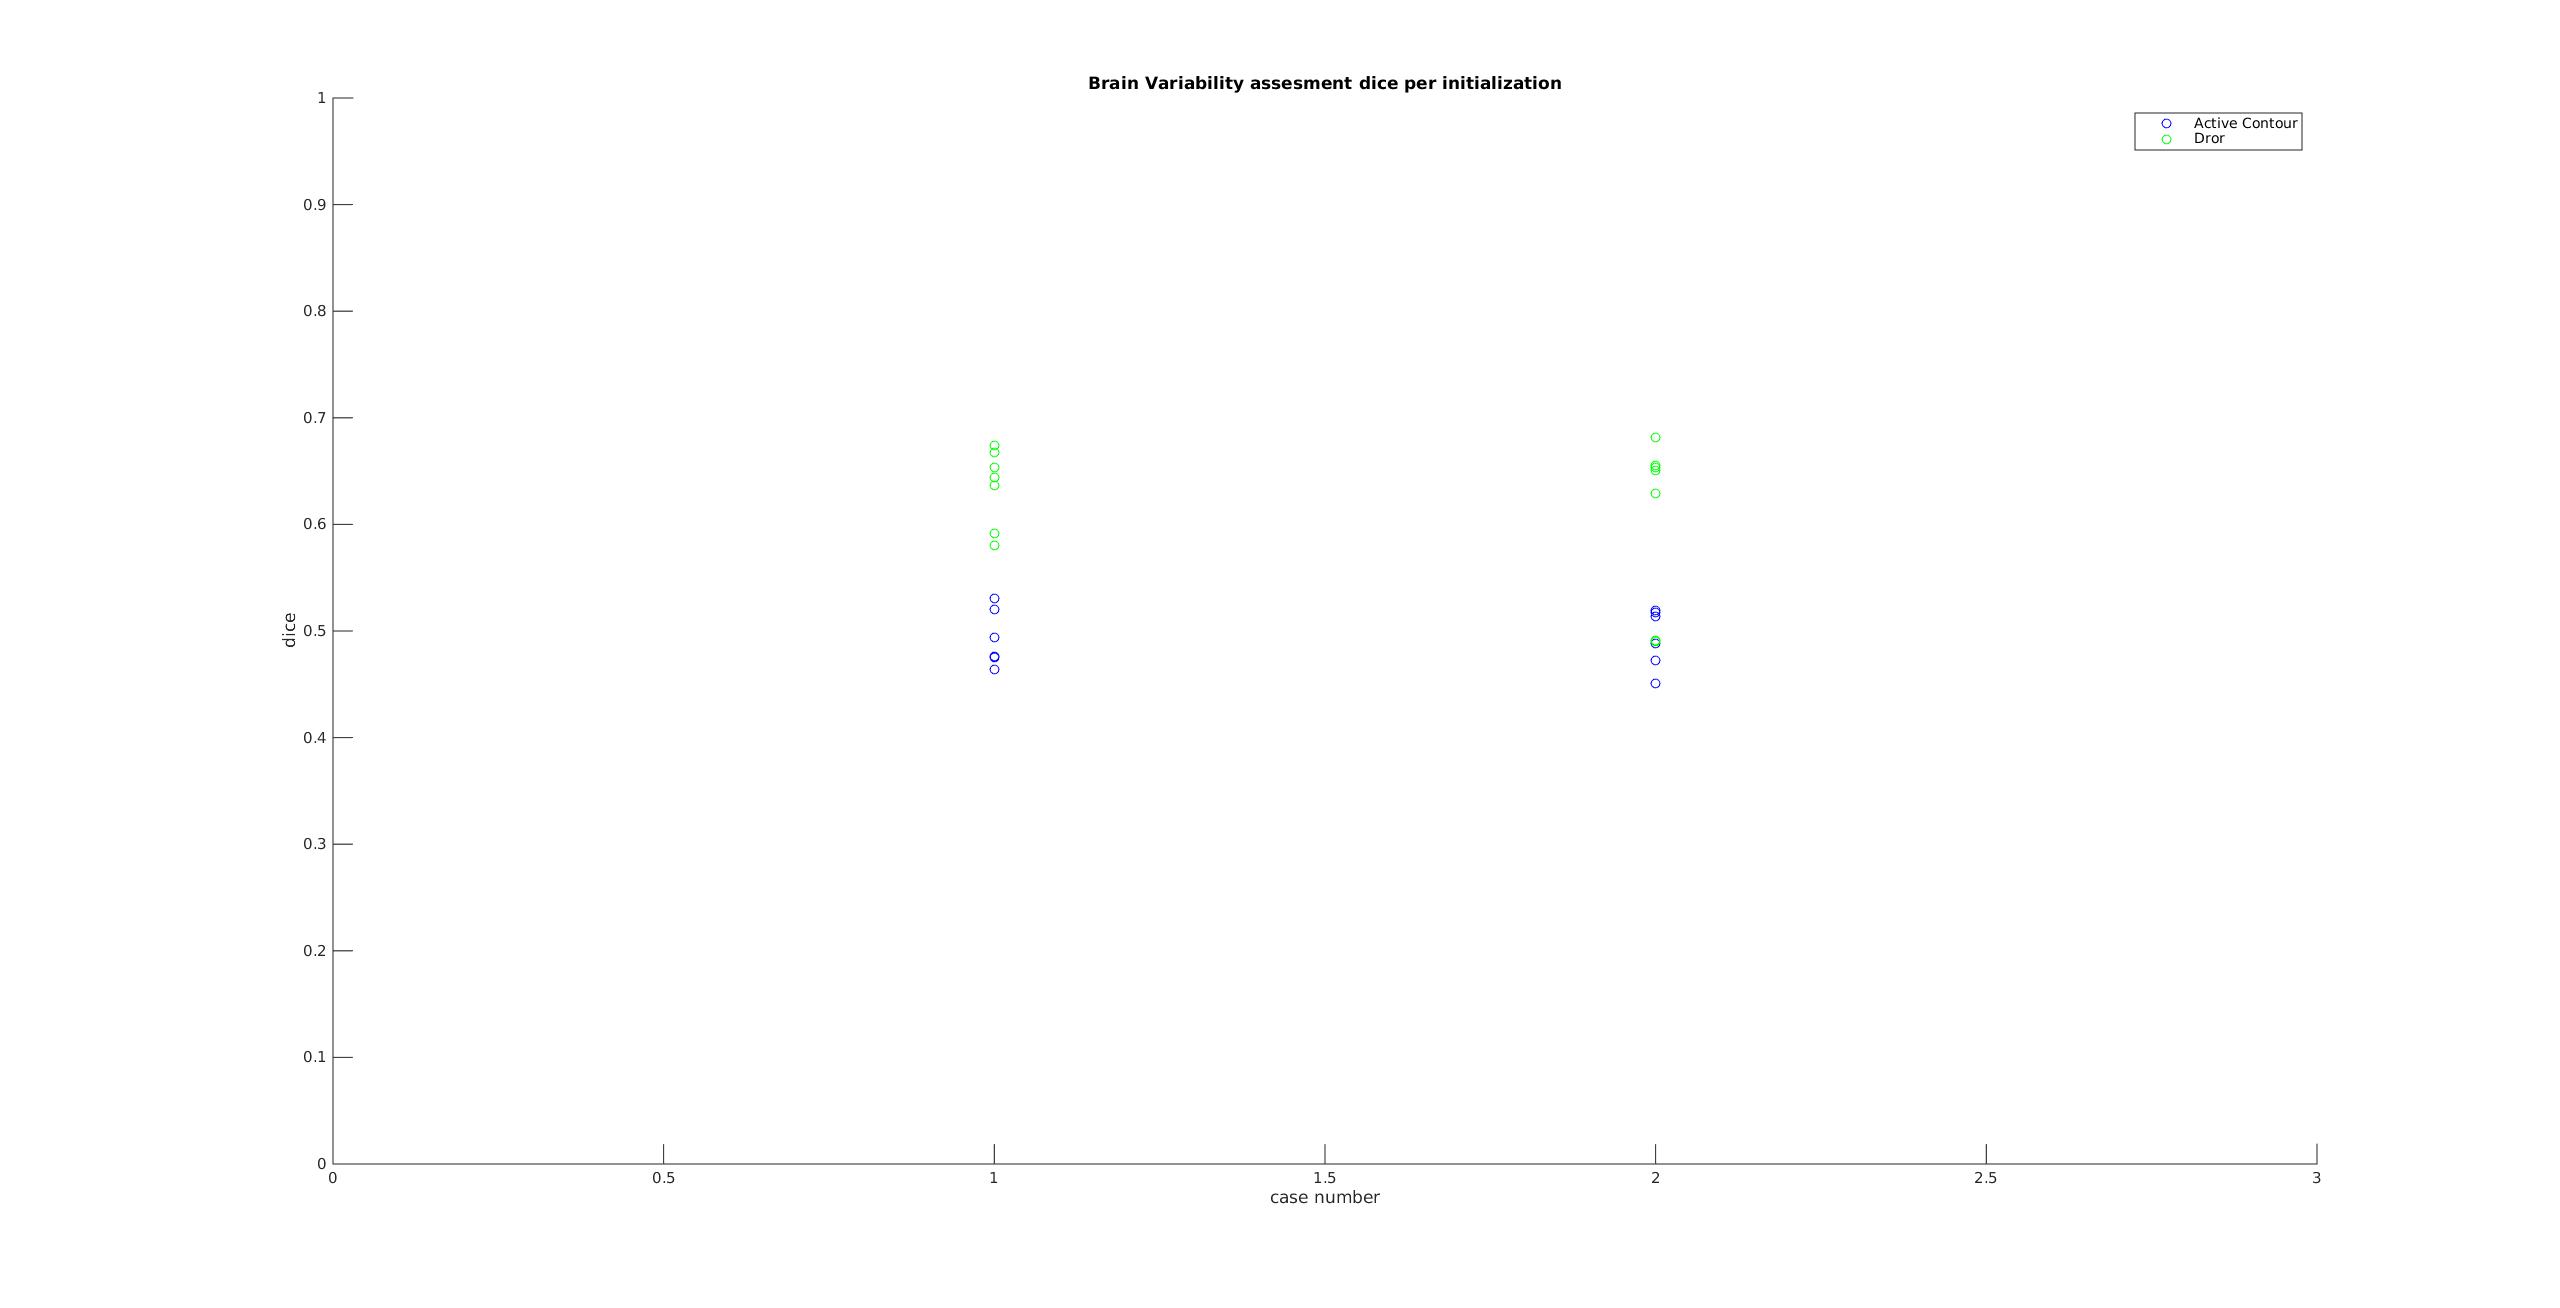 Brain Variability assesment dice per initialization
Active Contour
Dror
1
0.9
0.8
0.7
0.6
0.5
0.4
0.3
0.2
0.1
0
dice
0 0.5 1 1.5 2 2.5 3
case number